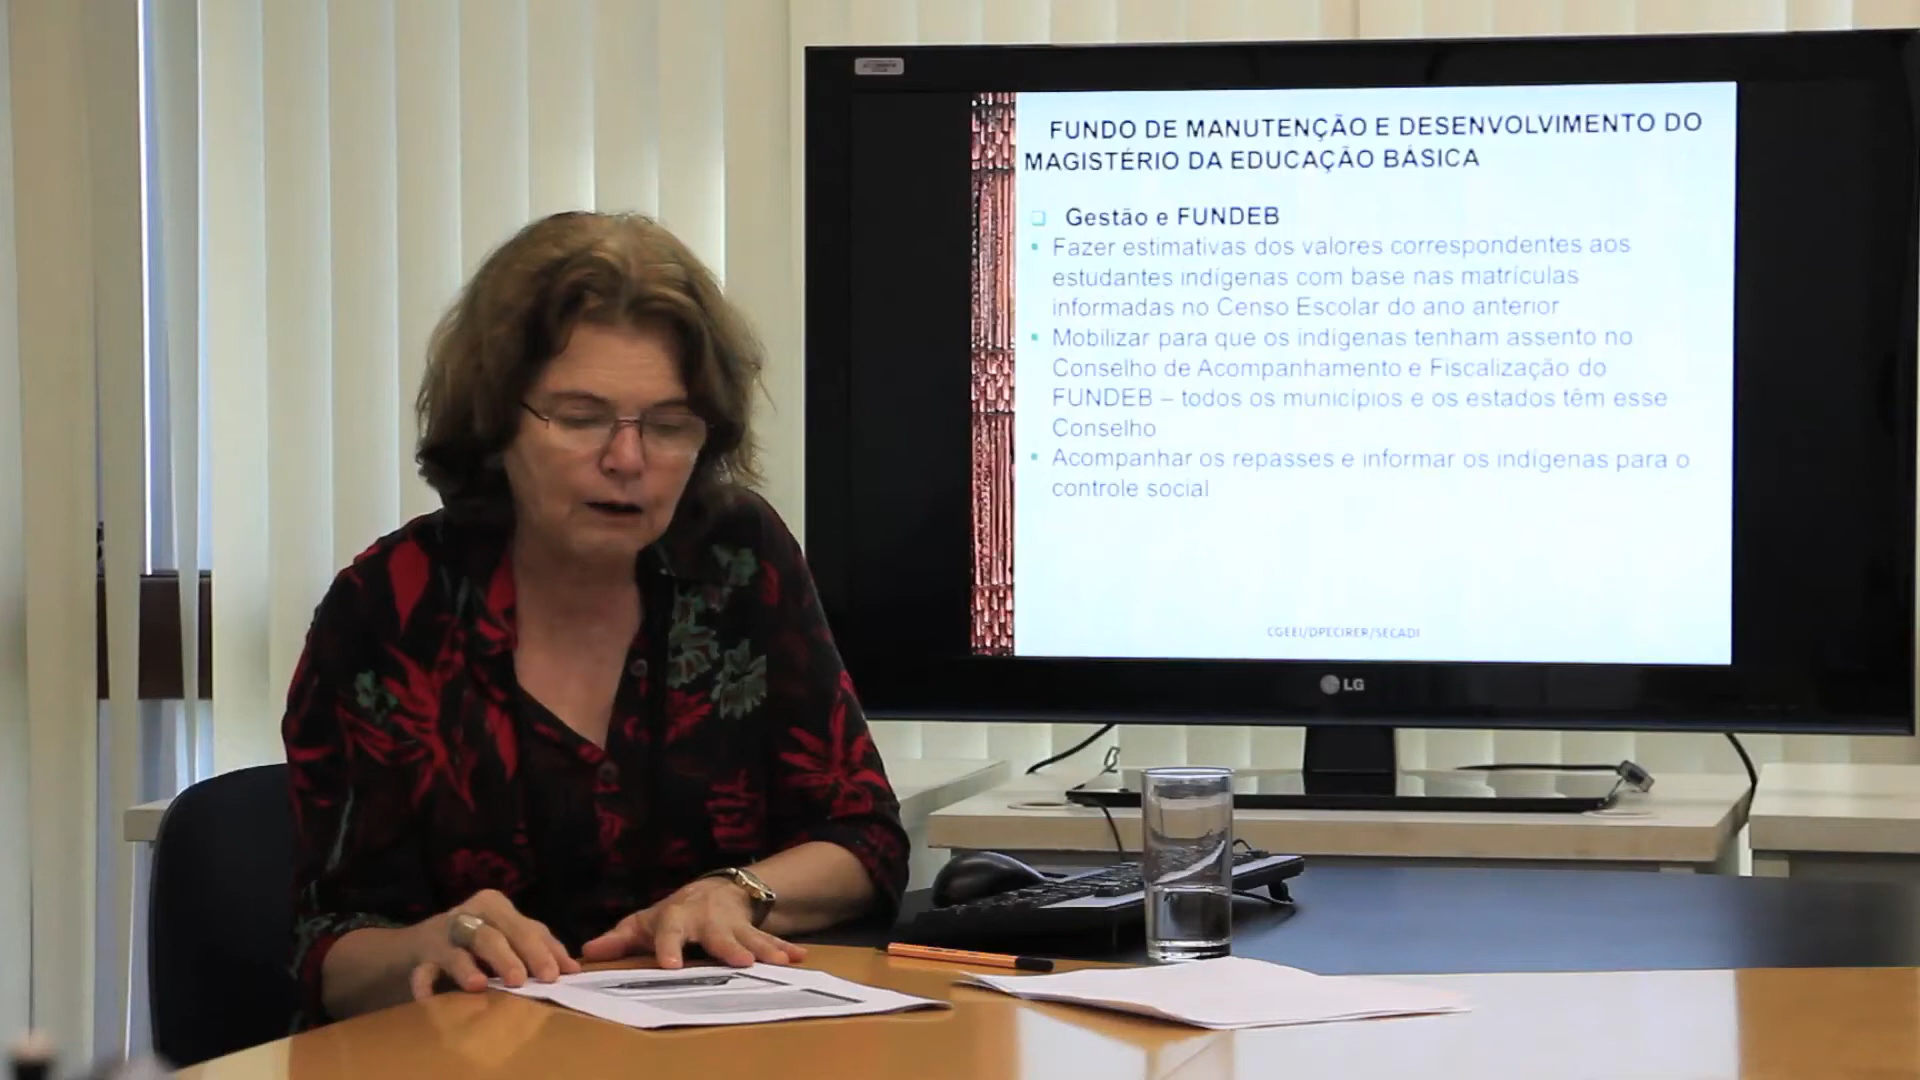 FUNDO DE MANUTENÇÃO E DESENVOLVIMENTO DO
MAGISTÉRIO DA EDUCAÇÃO BÁSICA
Gestão e FUNDEB
Fazer estimativas dos valores correspondentes aos
estudantes indígenas com base nas matrículas
informadas no Censo Escolar do ano anterior
Mobilizar para que os indígenas tenham assento no
Conselho de Acompanhamento e Fiscalização do
FUNDEB – todos os municípios e os estados têm esse
Conselho
Acompanhar os repasses e informar os indígenas para o
controle social
CGEEI/DPECIRER/SECADI
LG